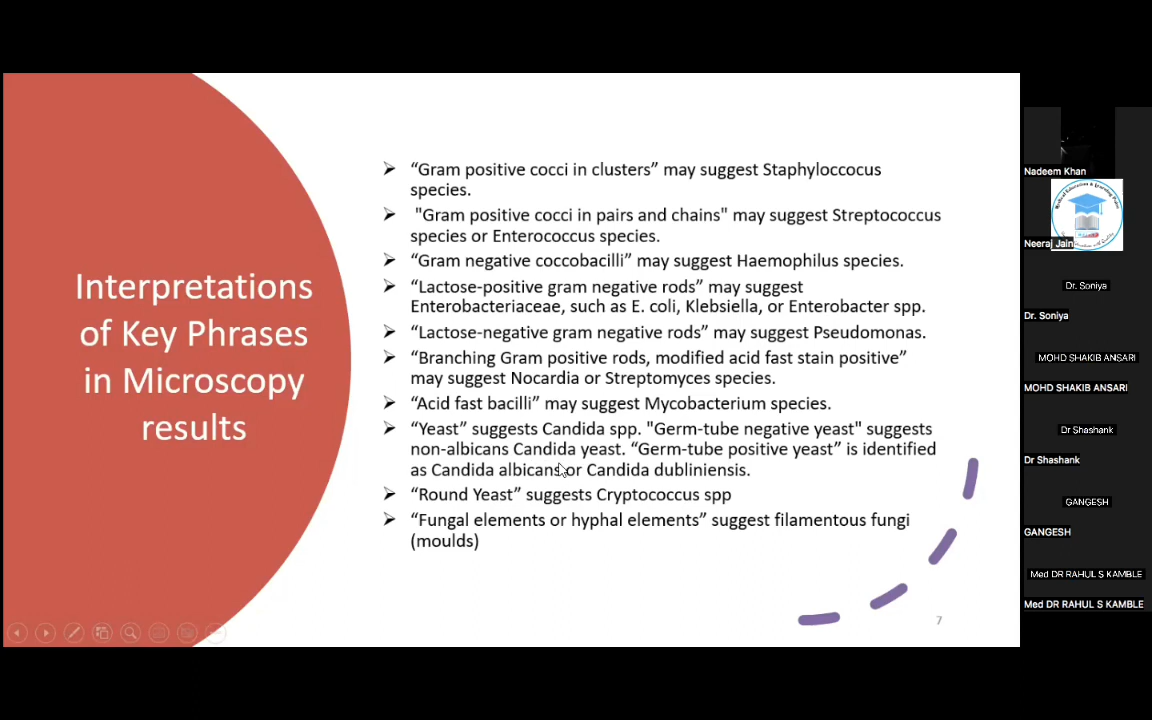 Interpretations
of Key Phrases
in Microscopy
results
“Gram positive cocci in clusters” may suggest Staphyloccocus
species.
"Gram positive cocci in pairs and chains" may suggest Streptococcus
species or Enterococcus species.
“Gram negative coccobacilli” may suggest Haemophilus species.
“Lactose-positive gram negative rods” may suggest
Enterobacteriaceae, such as E. coli, Klebsiella, or Enterobacter spp.
“Lactose-negative gram negative rods” may suggest Pseudomonas.
“Branching Gram positive rods, modified acid fast stain positive”
may suggest Nocardia or Streptomyces species.
“Acid fast bacilli” may suggest Mycobacterium species.
“Yeast” suggests Candida spp. "Germ-tube negative yeast" suggests
non-albicans Candida yeast. “Germ-tube positive yeast” is identified
as Candida albicans or Candida dubliniensis.
“Round Yeast” suggests Cryptococcus spp
“Fungal elements or hyphal elements” suggest filamentous fungi
(moulds)
7
Nadeem Khan
Neeraj Jain
Dr. Soniya
Dr. Soniya
MOHD SHAKIB ANSARI
MOHD SHAKIB ANSARI
Dr Shashank
Dr Shashank
GANGESH
GANGESH
Med DR RAHUL S KAMBLE
Med DR RAHUL S KAMBLE